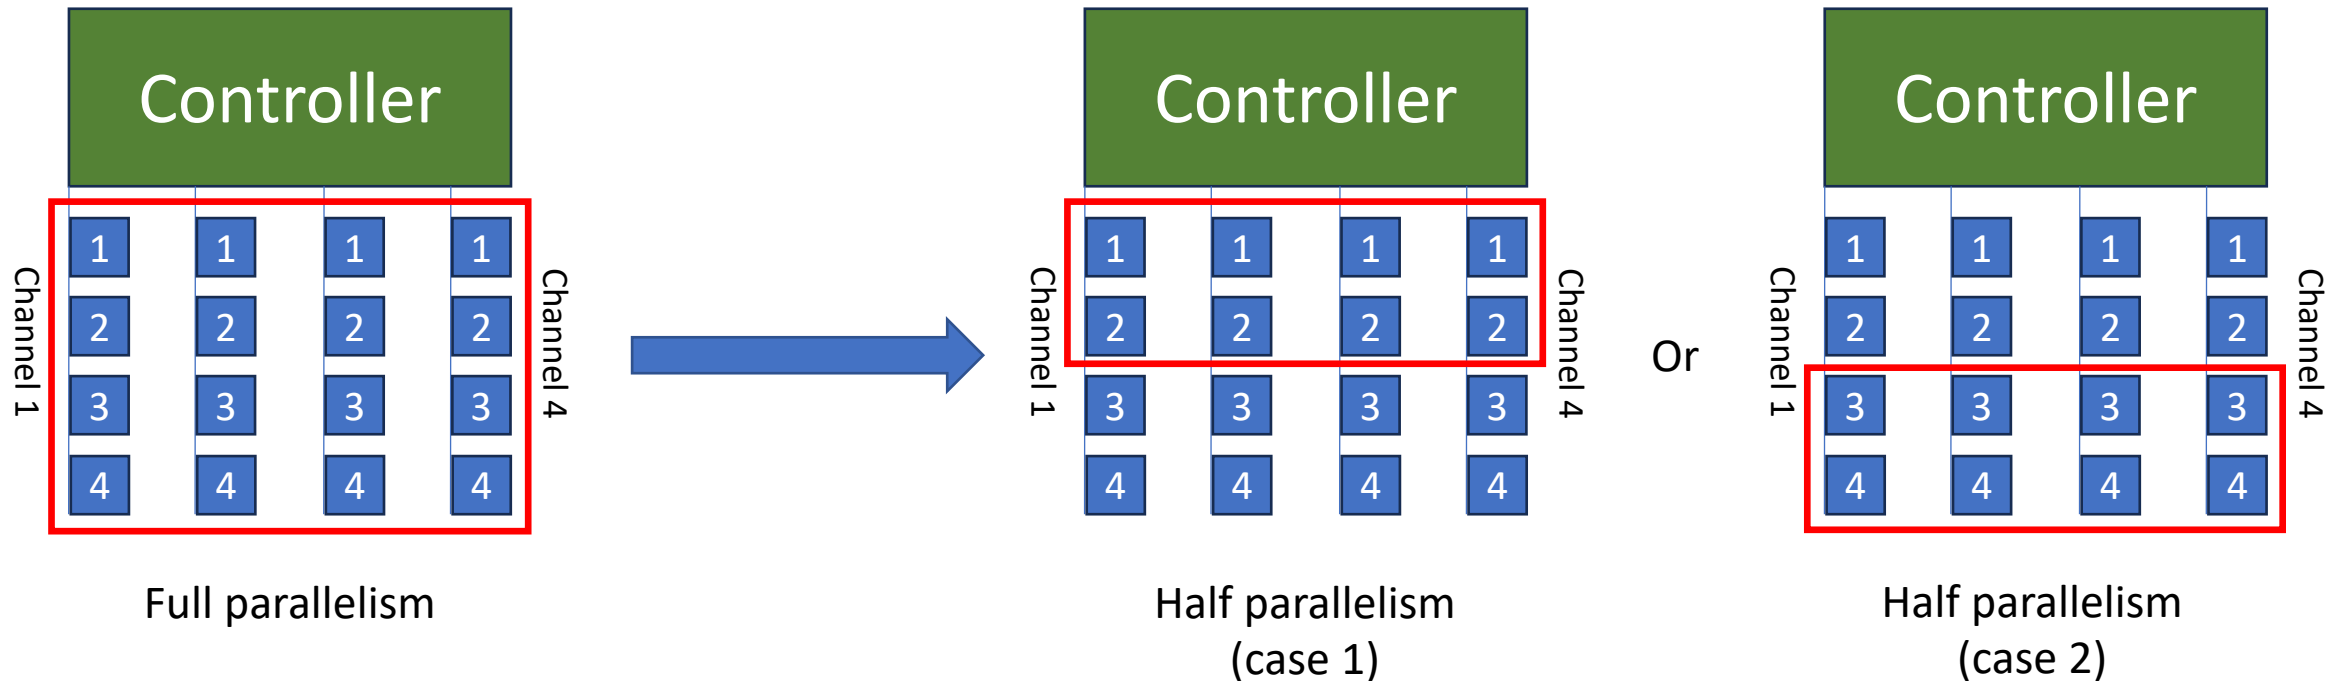 Controller
Channel 1
1 1 1 1
2 2 2 2
3 3 3 3
4 4 4 4
Channel 4
Full parallelism
Controller
Channel 1
1 1 1 1
2 2 2 2
3 3 3 3
4 4 4 4
Channel 4
Half parallelism
(case 1)
Or
Controller
Channel 1
1 1 1 1
2 2 2 2
3 3 3 3
4 4 4 4
Channel 4
Half parallelism
(case 2)